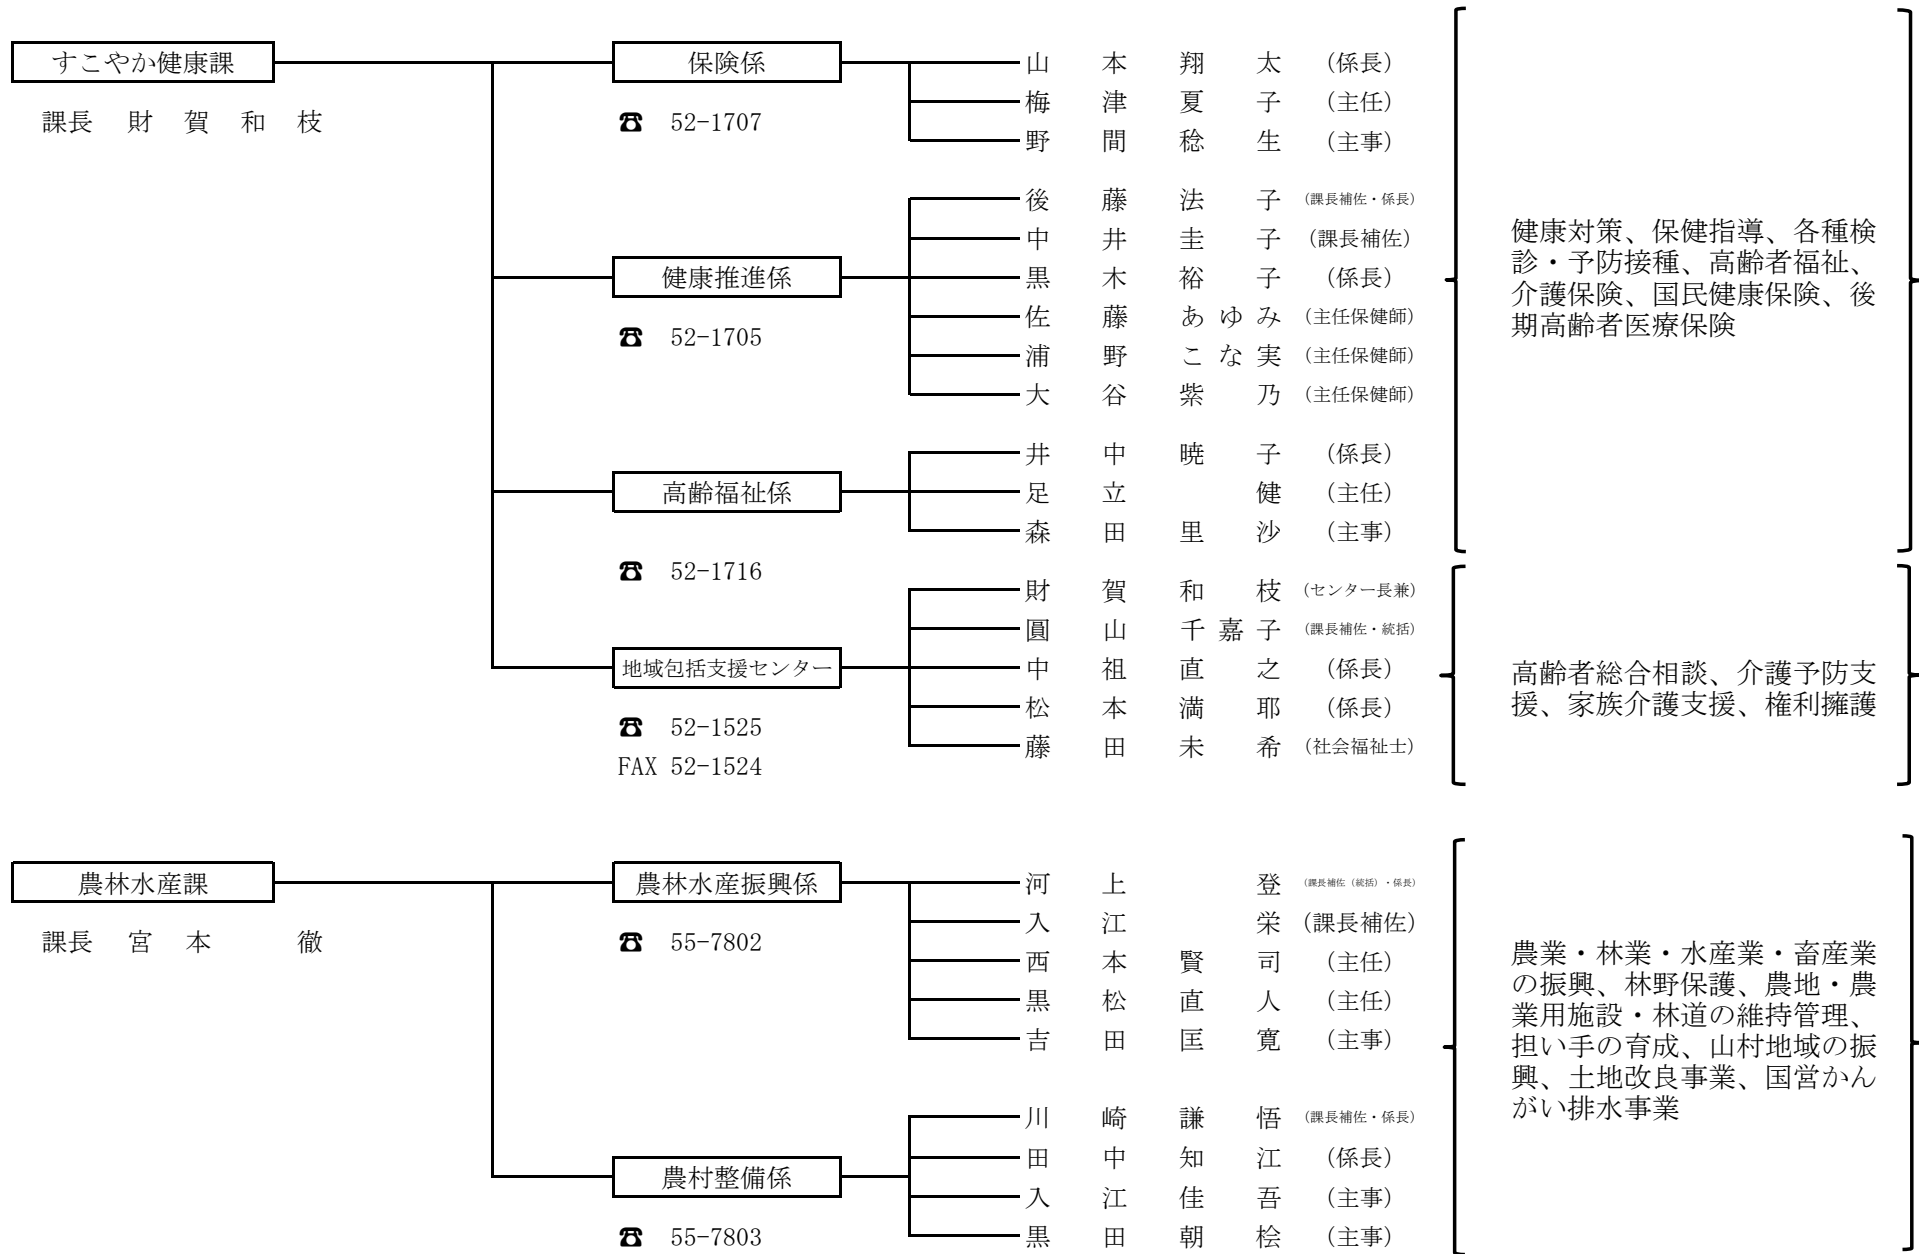 すこやか健康課
課長 財賀和枝
保険係
☎ 52-1707
山本翔太 (係長)
梅津夏子 (主任)
野間稔生 (主事)
健康推進係
☎ 52-1705
後藤法子 (課長補佐・係長)
中井圭子 (課長補佐)
黒木裕子 (係長)
佐藤あゆみ (主任保健師)
浦野こな実 (主任保健師)
大谷紫乃 (主任保健師)
高齢福祉係
☎ 52-1716
井中暁子 (係長)
足立健 (主任)
森田里沙 (主事)
健康対策、保健指導、各種検
診・予防接種、高齢者福祉、
介護保険、国民健康保険、後
期高齢者医療保険
地域包括支援センター
☎ 52-1525
FAX 52-1524
財賀和枝 (センター長兼)
圓山千嘉子 (課長補佐・統括)
中祖直之 (係長)
松本満耶 (係長)
藤田未希 (社会福祉士)
高齢者総合相談、介護予防支
援、家族介護支援、権利擁護
農林水産課
課長 宮本徹
農林水産振興係
☎ 55-7802
河上登 (課長補佐(統括)・係長)
入江栄 (課長補佐)
西本賢司 (主任)
黒松直人 (主任)
吉田匡寛 (主事)
農村整備係
☎ 55-7803
川崎謙悟 (課長補佐・係長)
田中知江 (係長)
入江佳吾 (主事)
黒田朝桧 (主事)
農業・林業・水産業・畜産業
の振興、林野保護、農地・農
業用施設・林道の維持管理、
担い手の育成、山村地域の振
興、土地改良事業、国営かん
がい排水事業